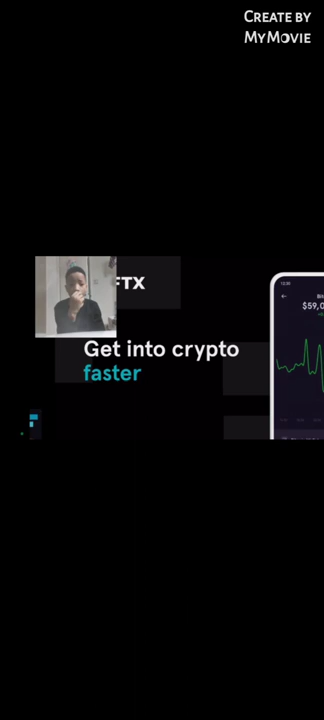 CREATE BY
MYMOVIE
FTX
Get into crypto
faster
$59,0